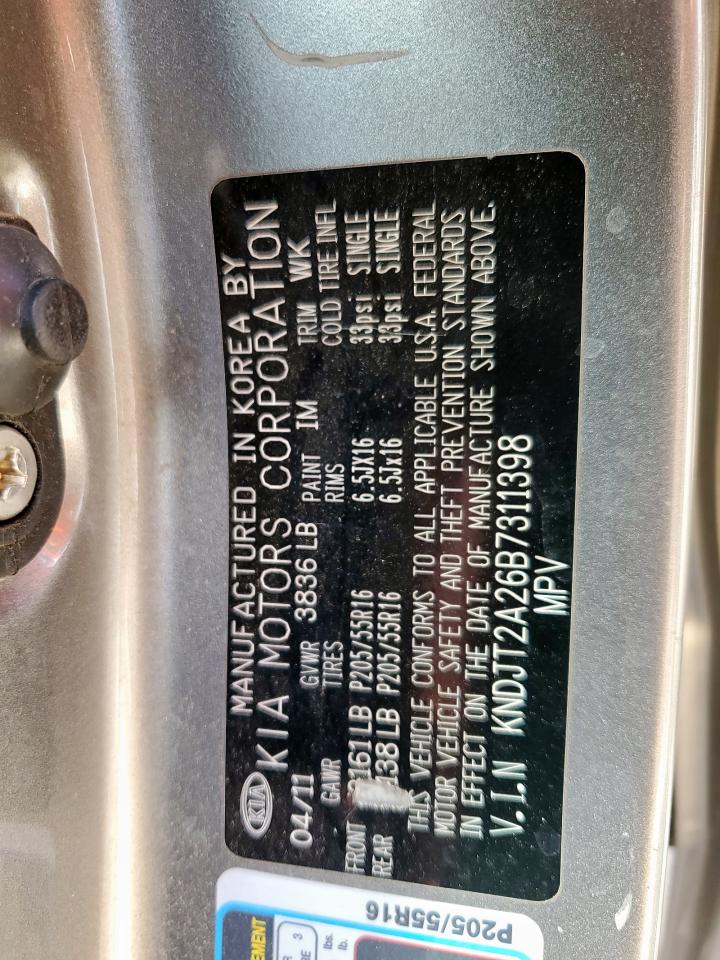 MANUFACTURED IN KOREA BY
KIA KIA MOTORS CORPORATION
04/11 GVWR 3836 LB PAINT IM TRIM WK
GAWR TIRES RIMS COLD TIRE INFL
FRONT P205/55R16 6.5JX16 33psi SINGLE
REAR P205/55R16 6.5Jx16 33psi SINGLE
THIS VEHICLE CONFORMS TO ALL APPLICABLE U.S.A. FEDERAL
MOTOR VEHICLE SAFETY AND THEFT PREVENTION STANDARDS
IN EFFECT ON THE DATE OF MANUFACTURE SHOWN ABOVE.
V.I.N KNDJT2A26B7311398
MPV
P205/55R16
3
lbs.
lb.